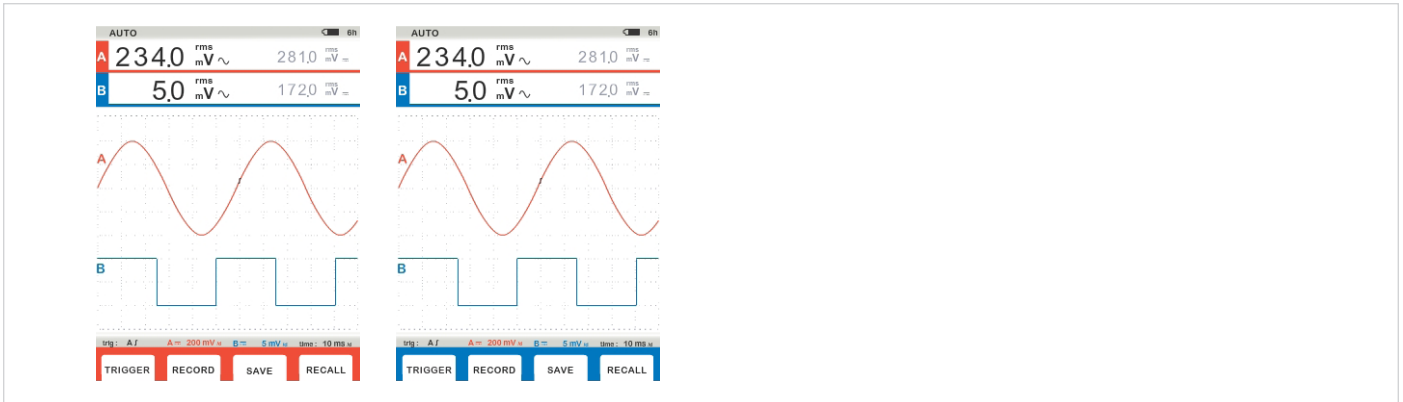 AUTO 6h
A 234.0 rms mV∿ 281.0 rms mV ≂
B 5.0 rms mV∿ 172.0 rms mV ≂
A
B
trig : A ∫ A ≂ 200 mV M B ≂ 5 mV M time : 10 ms M
TRIGGER RECORD SAVE RECALL
AUTO 6h
A 234.0 rms mV∿ 281.0 rms mV ≂
B 5.0 rms mV∿ 172.0 rms mV ≂
A
B
trig : A ∫ A ≂ 200 mV M B ≂ 5 mV M time : 10 ms M
TRIGGER RECORD SAVE RECALL